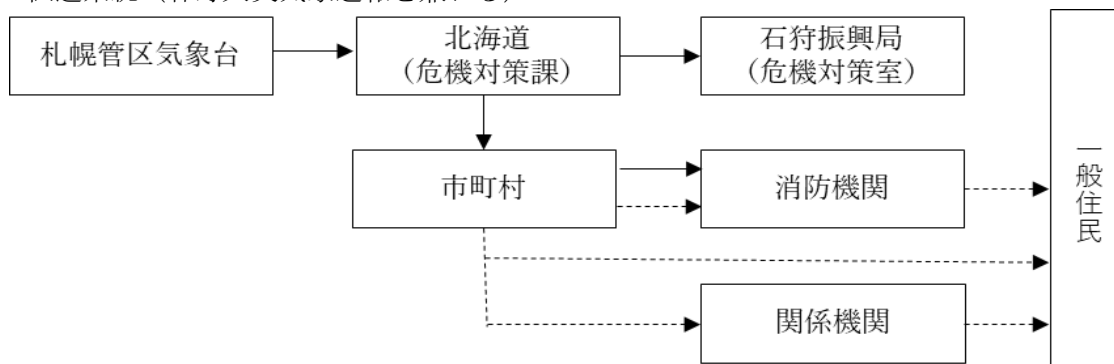 札幌管区気象台
北海道
(危機対策課)
石狩振興局
(危機対策室)
市町村
消防機関
関係機関
一般住民